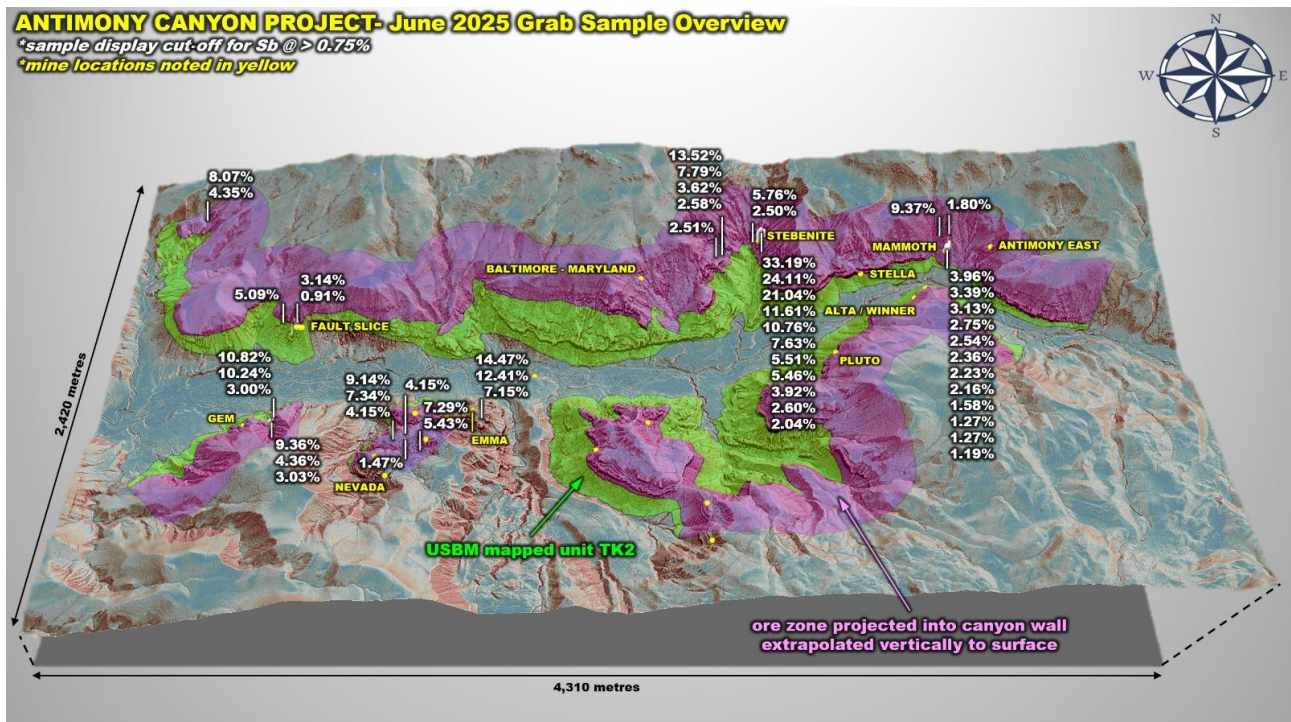 ANTIMONY CANYON PROJECT- June 2025 Grab Sample Overview
*sample display cut-off for Sb @ > 0.75%
*mine locations noted in yellow
N
W
E
S
8.07%
4.35%
13.52%
7.79%
3.62%
2.58%
2.51%
5.76%
2.50%
STEBENITE
9.37%
1.80%
MAMMOTH
ANTIMONY EAST
BALTIMORE - MARYLAND
STELLA
ALTA / WINNER
PLUTO
3.14%
0.91%
5.09%
FAULT SLICE
33.19%
24.11%
21.04%
11.61%
10.76%
7.63%
5.51%
5.46%
3.92%
2.60%
2.04%
3.96%
3.39%
3.13%
2.75%
2.54%
2.36%
2.23%
2.16%
1.58%
1.27%
1.27%
1.19%
10.82%
10.24%
3.00%
GEM
9.36%
4.36%
3.03%
9.14%
7.34%
4.15%
4.15%
14.47%
12.41%
7.15%
7.29%
5.43%
EMMA
1.47%
NEVADA
USBM mapped unit TK2
ore zone projected into canyon wall
extrapolated vertically to surface
2,420 metres
4,310 metres